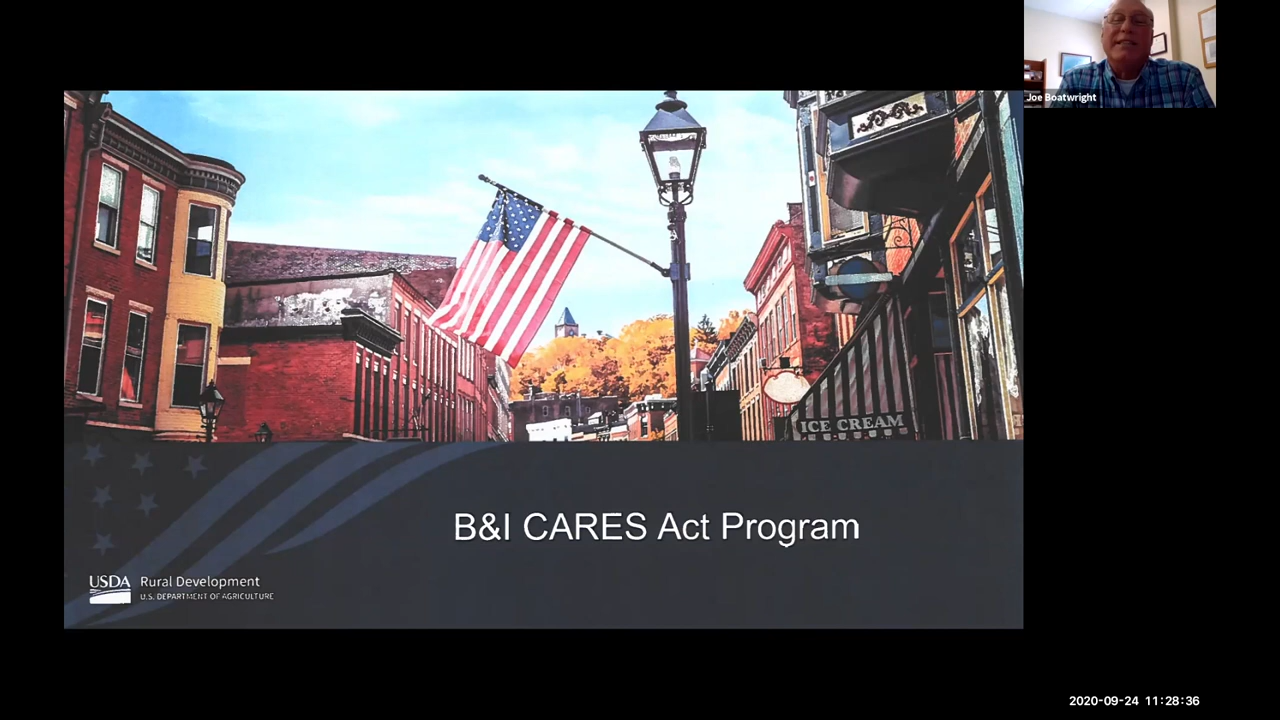 Joe Boatwright
ICE CREAM
B&I CARES Act Program
USDA Rural Development
U.S. DEPARTMENT OF AGRICULTURE
2020-09-24 11:28:36